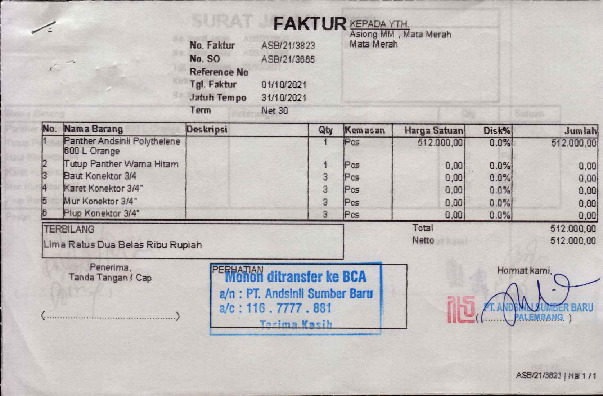 FAKTUR
KEPADA YTH.
Asiong MM , Mata Merah
Mata Merah
No. Faktur ASB/21/3823
No. SO ASB/21/3885
Reference No
Tgl. Faktur 01/10/2021
Jatuh Tempo 31/10/2021
Term Net 30
No. Nama Barang Deskripsi Qty Kemasan Harga Satuan Disk% Jumlah
1 Panther Andsinli Polythelene 1 Pcs 512.000,00 0.0% 512.000,00
600 L Orange
2 Tutup Panther Warna Hitam 1 Pcs 0,00 0.0% 0,00
3 Baut Konektor 3/4 3 Pcs 0,00 0.0% 0,00
4 Karet Konektor 3/4" 3 Pcs 0,00 0.0% 0,00
5 Mur Konektor 3/4" 3 Pcs 0,00 0.0% 0,00
6 Plup Konektor 3/4" 3 Pcs 0,00 0.0% 0,00
TERBILANG
Lima Ratus Dua Belas Ribu Rupiah
Total 512.000,00
Netto 512.000,00
Penerima,
Tanda Tangan / Cap
(..............................)
PERHATIAN
Mohon ditransfer ke BCA
a/n : PT. Andsinli Sumber Baru
a/c : 116 . 7777 . 881
Terima Kasih
Hormat kami,
PT. ANDSINLI SUMBER BARU
PALEMBANG
ASB/21/3823 | Hal 1 / 1